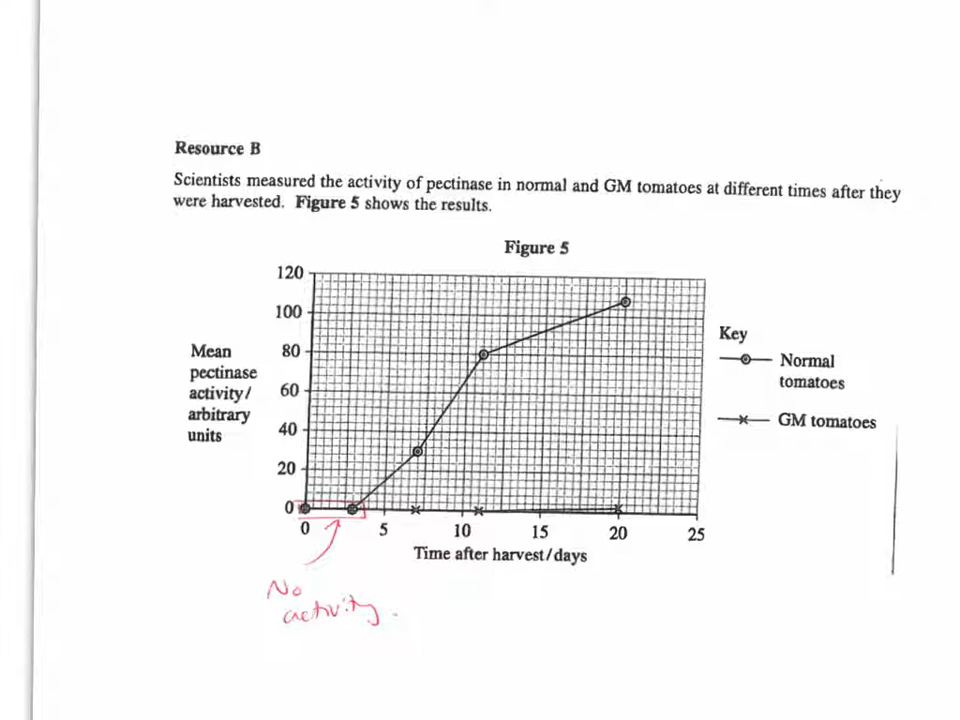 Resource B
Scientists measured the activity of pectinase in normal and GM tomatoes at different times after they
were harvested. Figure 5 shows the results.
Figure 5
120
100
80
60
40
20
0
Mean
pectinase
activity/
arbitrary
units
Key
Normal
tomatoes
GM tomatoes
0 5 10 15 20 25
Time after harvest/days
No
activity.